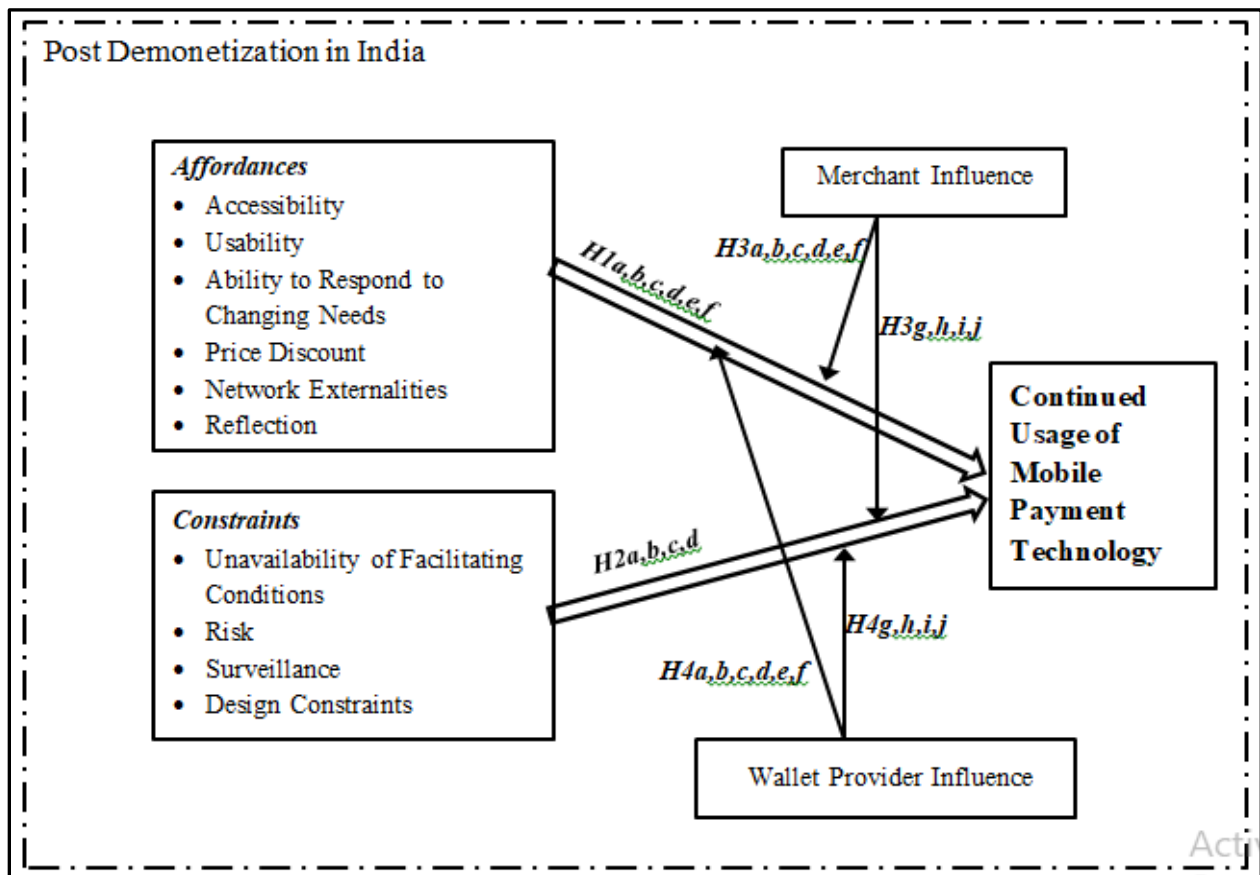 Post Demonetization in India
Affordances
• Accessibility
• Usability
• Ability to Respond to
Changing Needs
• Price Discount
• Network Externalities
• Reflection
Merchant Influence
H1a,b,c,d,e,f
H3a,b,c,d,e,f
H3g,h,i,j
Continued
Usage of
Mobile
Payment
Technology
Constraints
• Unavailability of Facilitating
Conditions
• Risk
• Surveillance
• Design Constraints
H2a,b,c,d
H4g,h,i,j
H4a,b,c,d,e,f
Wallet Provider Influence